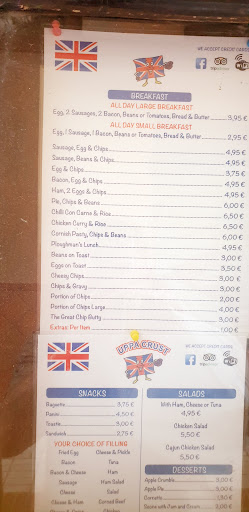 WE ACCEPT CREDIT CARDS
BREAKFAST
ALL DAY LARGE BREAKFAST
Egg, 2 Sausages, 2 Bacon, Beans or Tomatoes, Bread & Butter 5,95 €
ALL DAY SMALL BREAKFAST
Egg, 1 Sausage, 1 Bacon, Beans or Tomatoes, Bread & Butter 2,95 €
Sausage, Egg & Chips 4,95 €
Sausage, Beans & Chips 4,95 €
Egg & Chips 3,75 €
Bacon, Egg & Chips 4,95 €
Ham, 2 Eggs & Chips 4,95 €
Pie, Chips & Beans 6,00 €
Chilli Con Carne & Rice 6,50 €
Chicken Curry & Rice 6,50 €
Cornish Pasty, Chips & Beans 6,00 €
Ploughman's Lunch 4,95 €
Beans on Toast 3,00 €
Eggs on Toast 3,50 €
Cheesy Chips 3,00 €
Chips & Gravy 3,00 €
Portion of Chips 2,00 €
Portion of Chips Large 4,00 €
The Great Chip Butty 3,00 €
Extras Per Item 1,00 €
UPPA CRUST
WE ACCEPT CREDIT CARDS
SNACKS
Baguette 3,75 €
Panini 4,50 €
Toastie 3,00 €
Sandwich 2,75 €
YOUR CHOICE OF FILLING
Fried Egg Cheese & Pickle
Bacon Tuna
Bacon & Cheese Ham
Sausage Ham Salad
Cheese Salad
Cheese & Ham Corned Beef
SALADS
With Ham, Cheese or Tuna
4,95 €
Chicken Salad
5,50 €
Cajun Chicken Salad
5,50 €
DESSERTS
Apple Crumble 3,50 €
Apple Pie 3,00 €
Cornetto 1,50 €